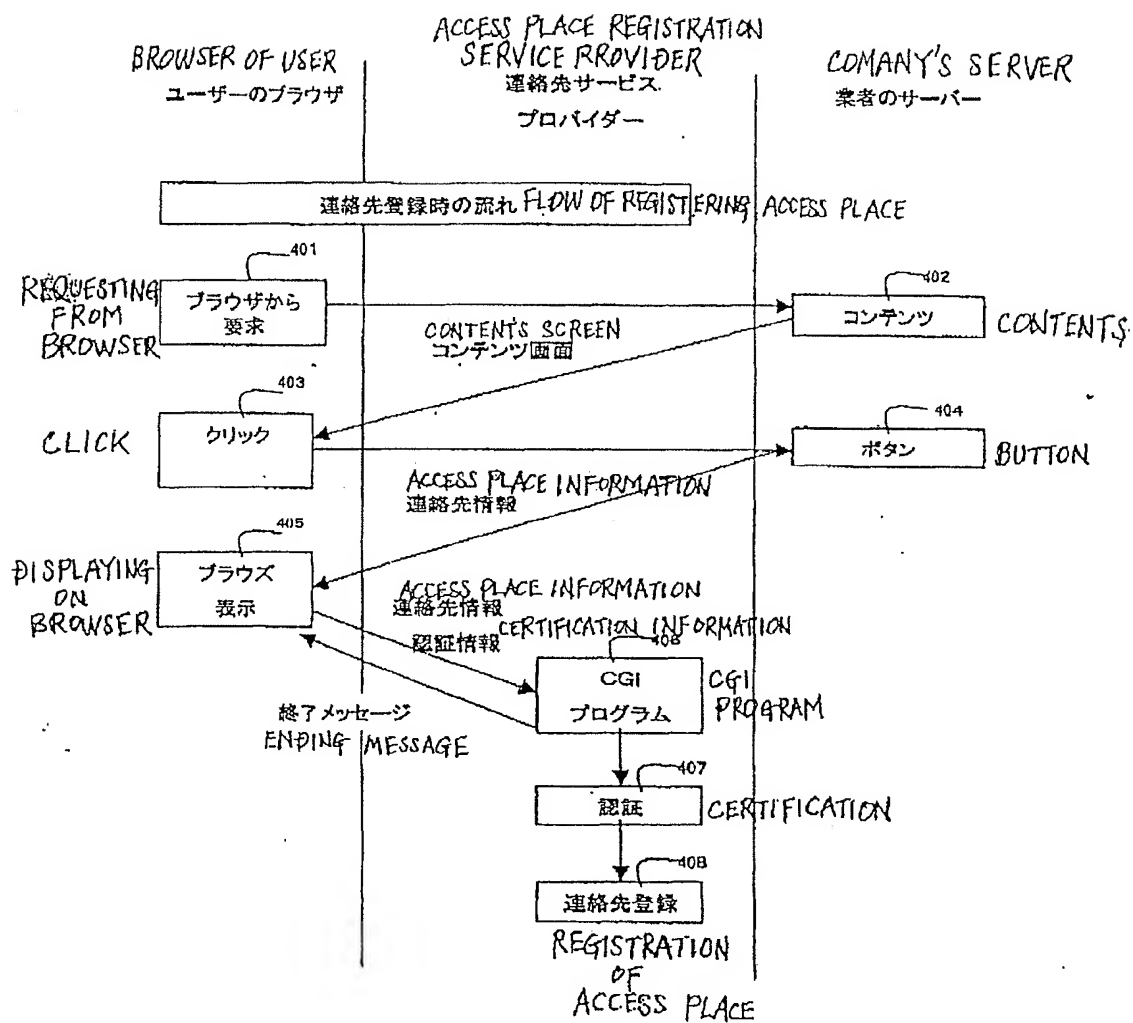 BROWSER OF USER
ユーザーのブラウザ
ACCESS PLACE REGISTRATION
SERVICE RROVIDER
連絡先サービス.
プロバイダー
COMANY'S SERVER
業者のサーバー
連絡先登録時の流れ FLOW OF REGISTERING ACCESS PLACE
401
REQUESTING
FROM
BROWSER
ブラウザから
要求
402
コンテンツ
CONTENTS
CONTENTS SCREEN
コンテンツ画面
403
CLICK
クリック
404
ボタン
BUTTON
ACCESS PLACE INFORMATION
連絡先情報
405
DISPLAYING
ON
BROWSER
ブラウズ
表示
ACCESS PLACE INFORMATION
連絡先情報
CERTIFICATION INFORMATION
認証情報
406
CGI
プログラム
CGI
PROGRAM
終了メッセージ
ENDING MESSAGE
407
認証
CERTIFICATION
408
連絡先登録
REGISTRATION
OF
ACCESS PLACE